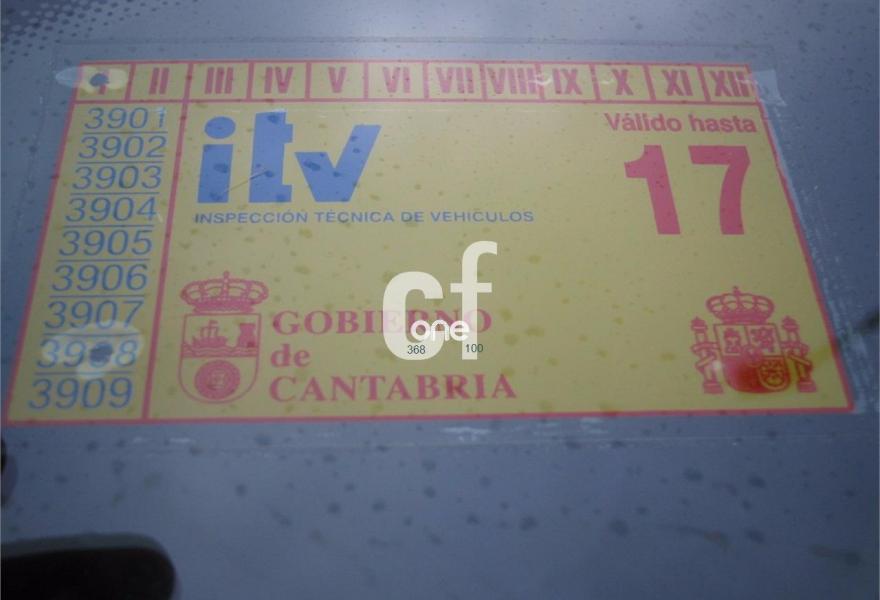 I II III IV V VI VII VIII IX X XI XII
3901
3902
3903
3904
3905
3906
3907
3908
3909
itv
INSPECCIÓN TÉCNICA DE VEHICULOS
Válido hasta
17
GOBIERNO
de
CANTABRIA
cf
one
368 100